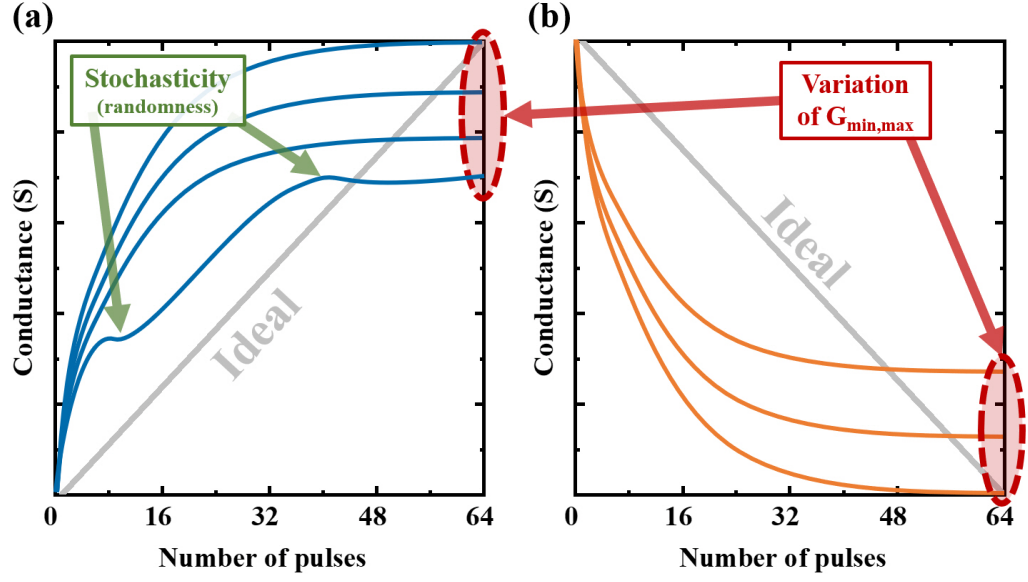 (a)
Stochasticity
(randomness)
Ideal
Conductance (S)
0 16 32 48 64
Number of pulses
(b)
Variation
of Gmin,max
Ideal
Conductance (S)
0 16 32 48 64
Number of pulses